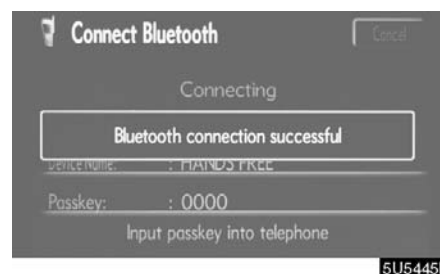 Connect Bluetooth Cancel
Connecting
Bluetooth connection successful
Device Name: : HANDS FREE
Passkey: : 0000
Input passkey into telephone
5U5445